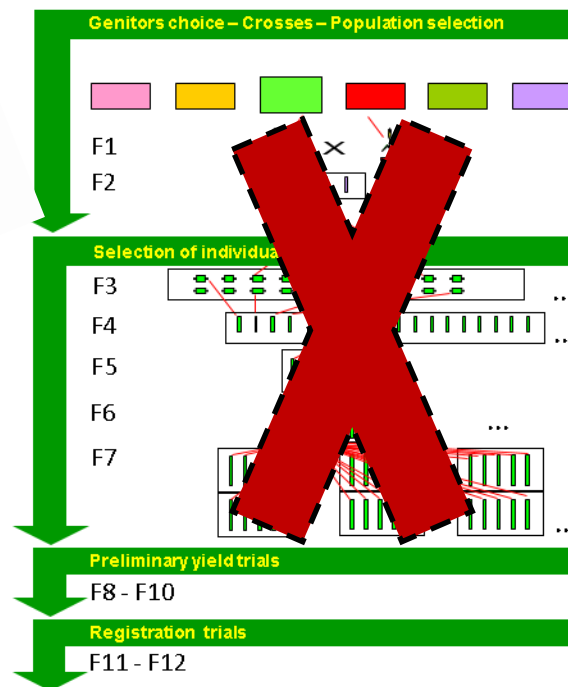 Genitors choice – Crosses – Population selection
F1
F2
Selection of
F3
...
F4
...
F5
F6
...
F7
...
Preliminary yield trials
F8 - F10
Registration trials
F11 - F12